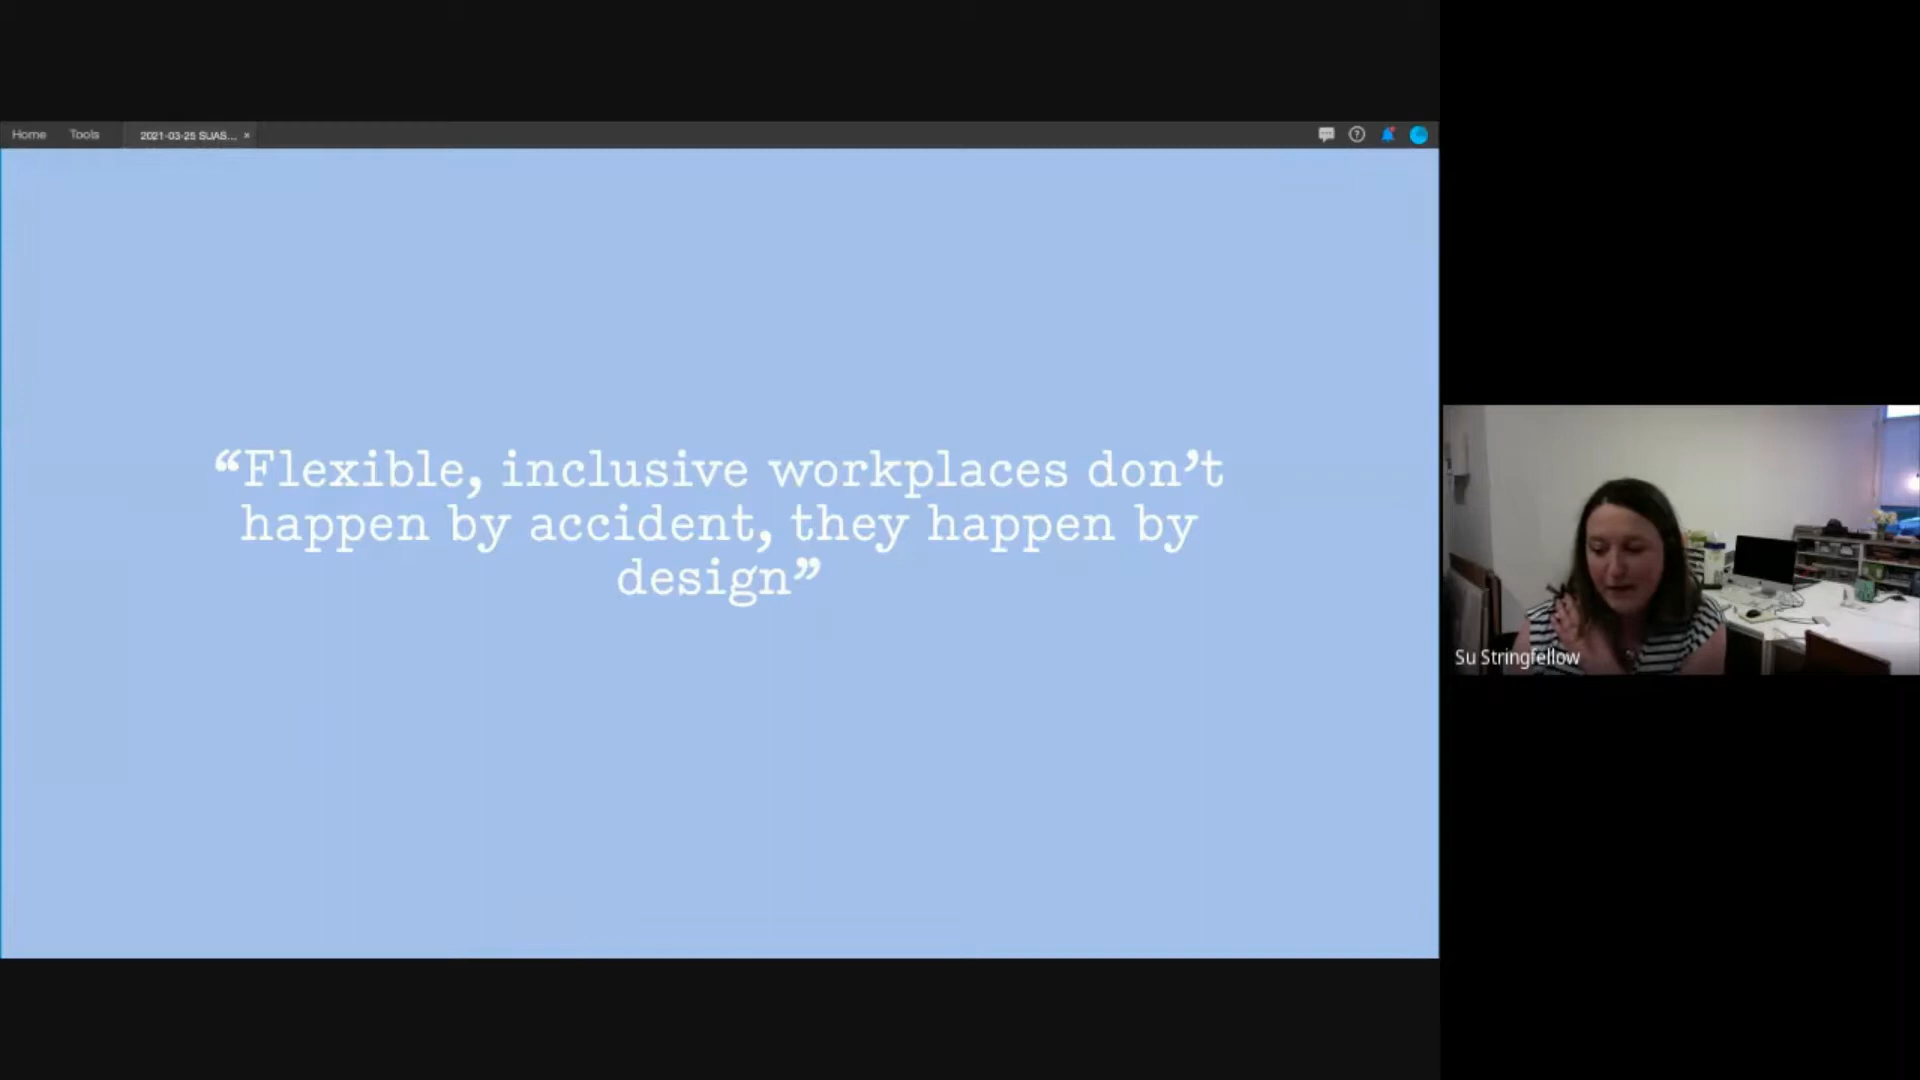 Home Tools 2021-03-25 SUAS... ×
“Flexible, inclusive workplaces don’t
happen by accident, they happen by
design”
Su Stringfellow